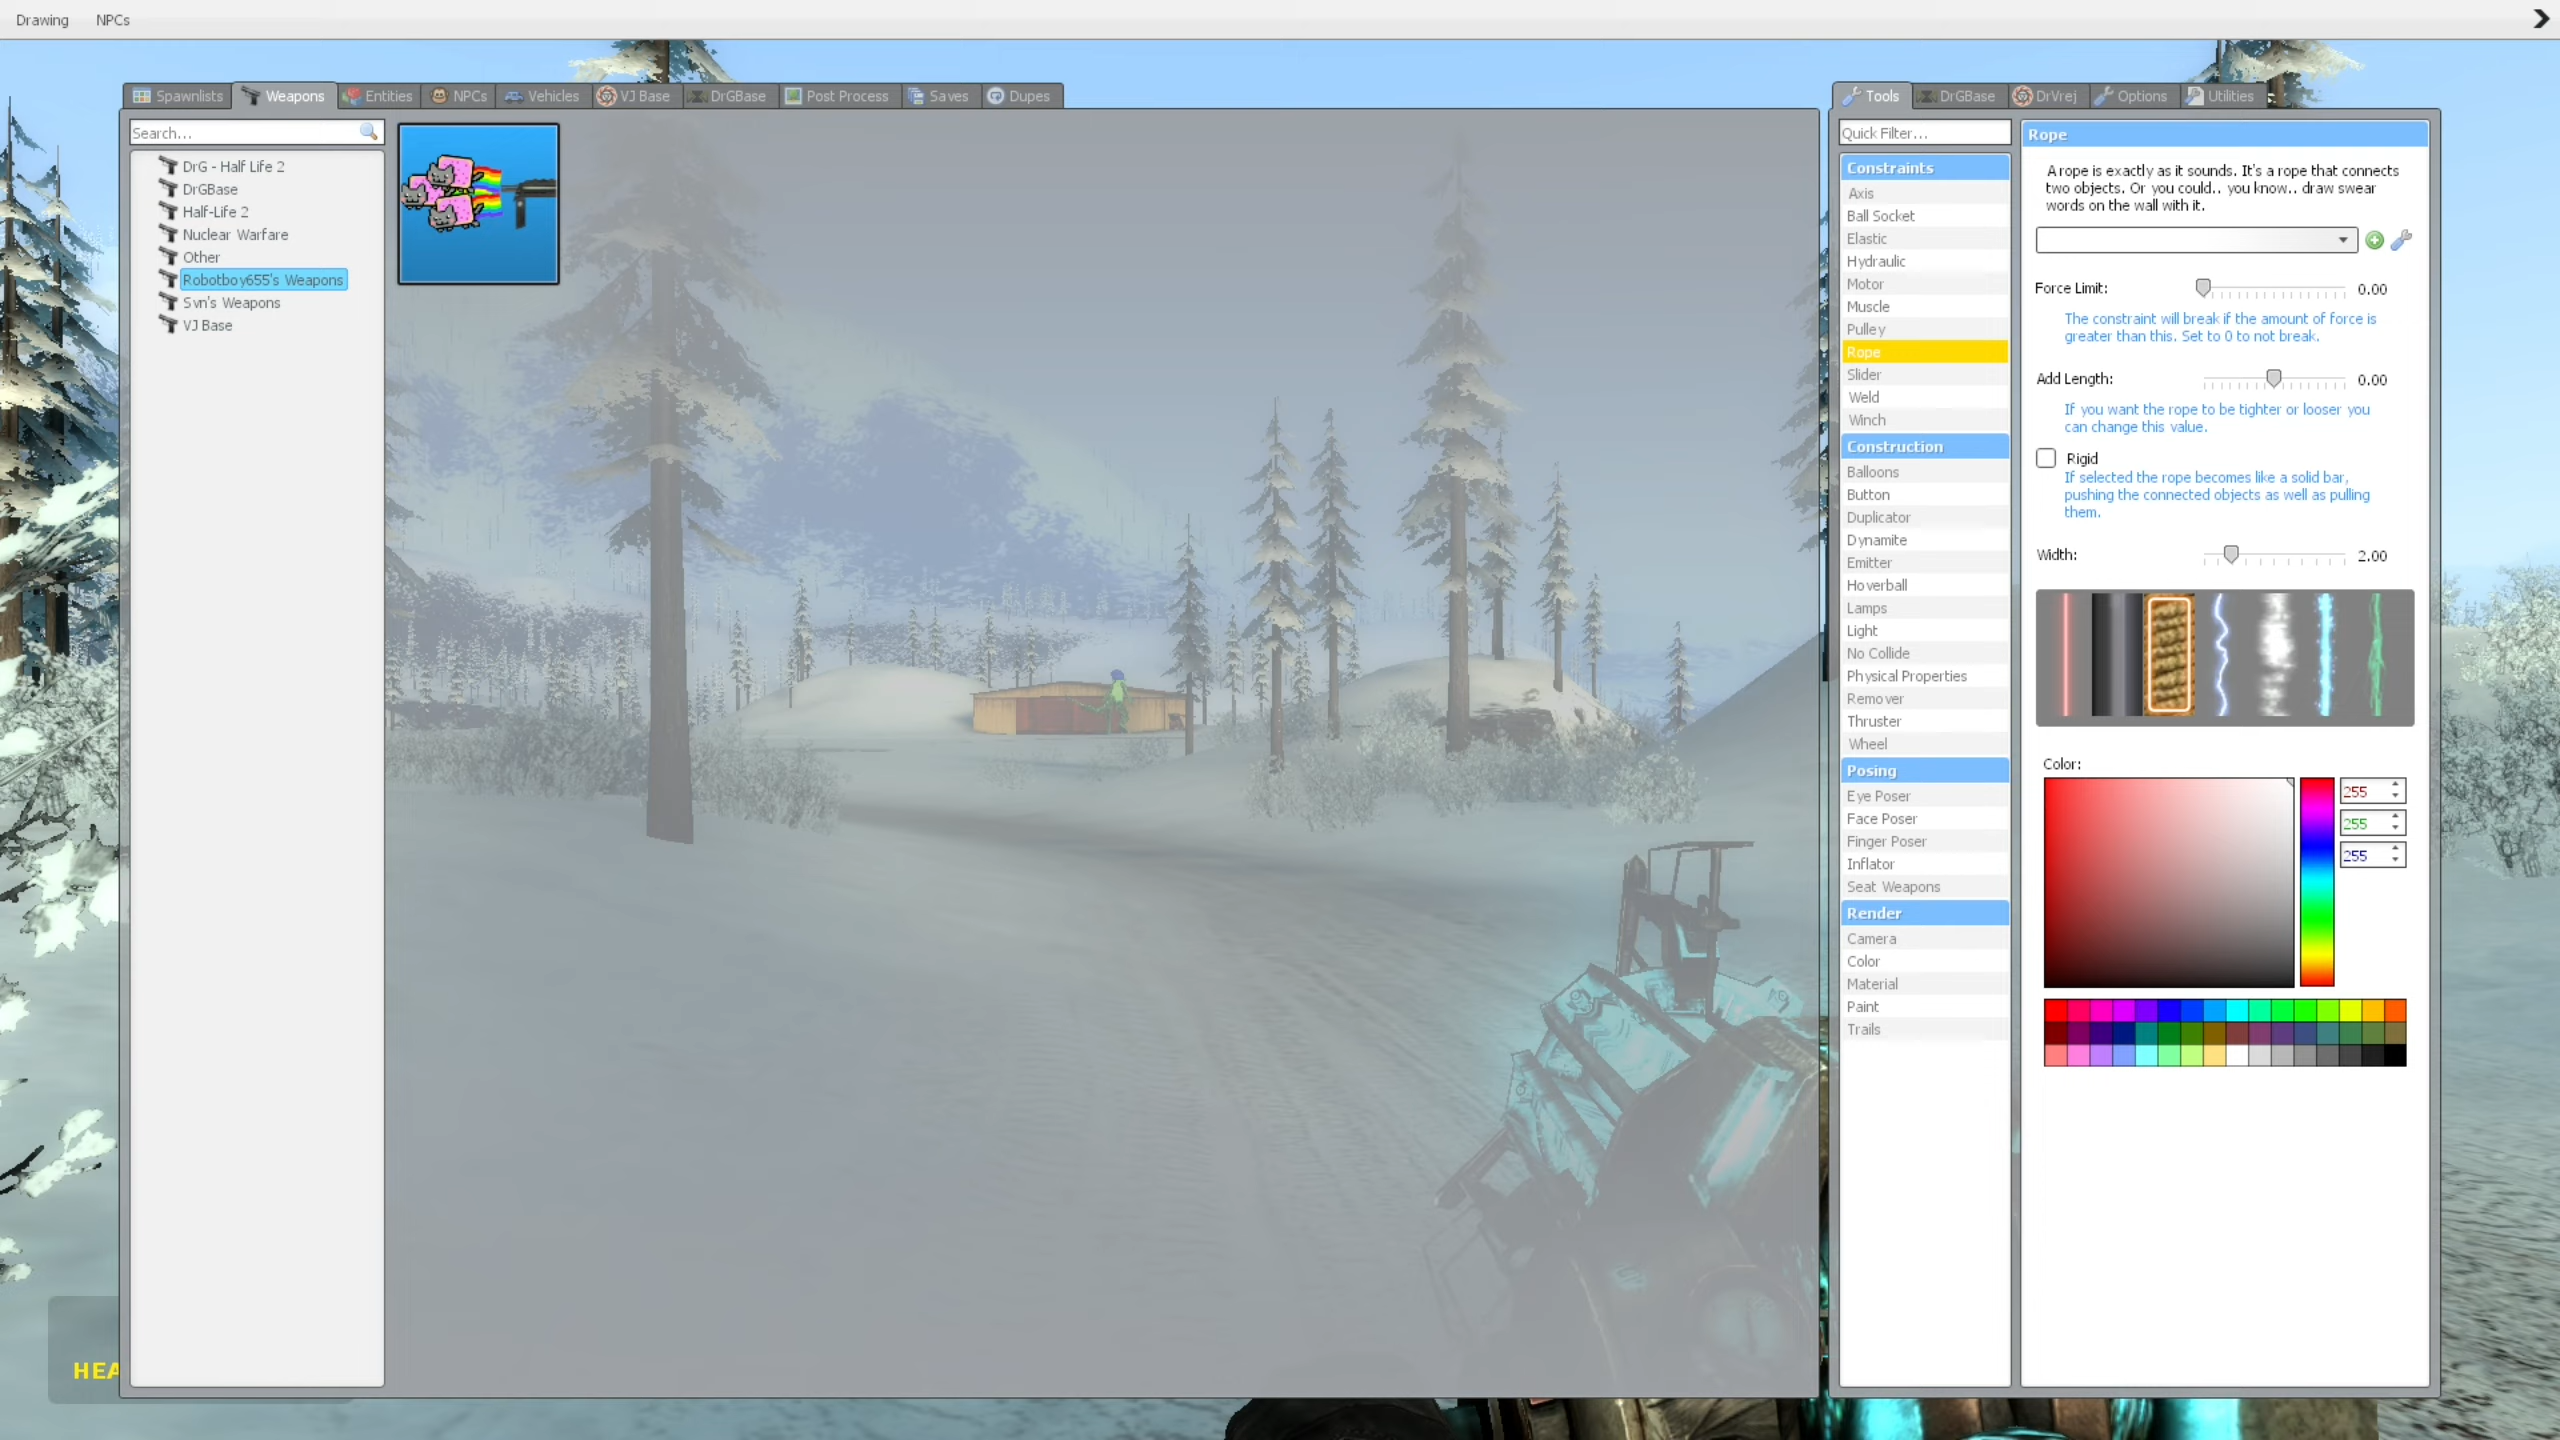 Drawing NPCs
Spawnlists Weapons Entities NPCs Vehicles VJ Base DrGBase Post Process Saves Dupes
Search...
DrG - Half Life 2
DrGBase
Half-Life 2
Nuclear Warfare
Other
Robotboy655's Weapons
Svn's Weapons
VJ Base
HEA
Tools DrGBase DrVrej Options Utilities
Quick Filter...
Constraints
Axis
Ball Socket
Elastic
Hydraulic
Motor
Muscle
Pulley
Rope
Slider
Weld
Winch
Construction
Balloons
Button
Duplicator
Dynamite
Emitter
Hoverball
Lamps
Light
No Collide
Physical Properties
Remover
Thruster
Wheel
Posing
Eye Poser
Face Poser
Finger Poser
Inflator
Seat Weapons
Render
Camera
Color
Material
Paint
Trails
Rope
A rope is exactly as it sounds. It's a rope that connects
two objects. Or you could.. you know.. draw swear
words on the wall with it.
Force Limit: 0.00
The constraint will break if the amount of force is
greater than this. Set to 0 to not break.
Add Length: 0.00
If you want the rope to be tighter or looser you
can change this value.
Rigid
If selected the rope becomes like a solid bar,
pushing the connected objects as well as pulling
them.
Width: 2.00
Color:
255
255
255